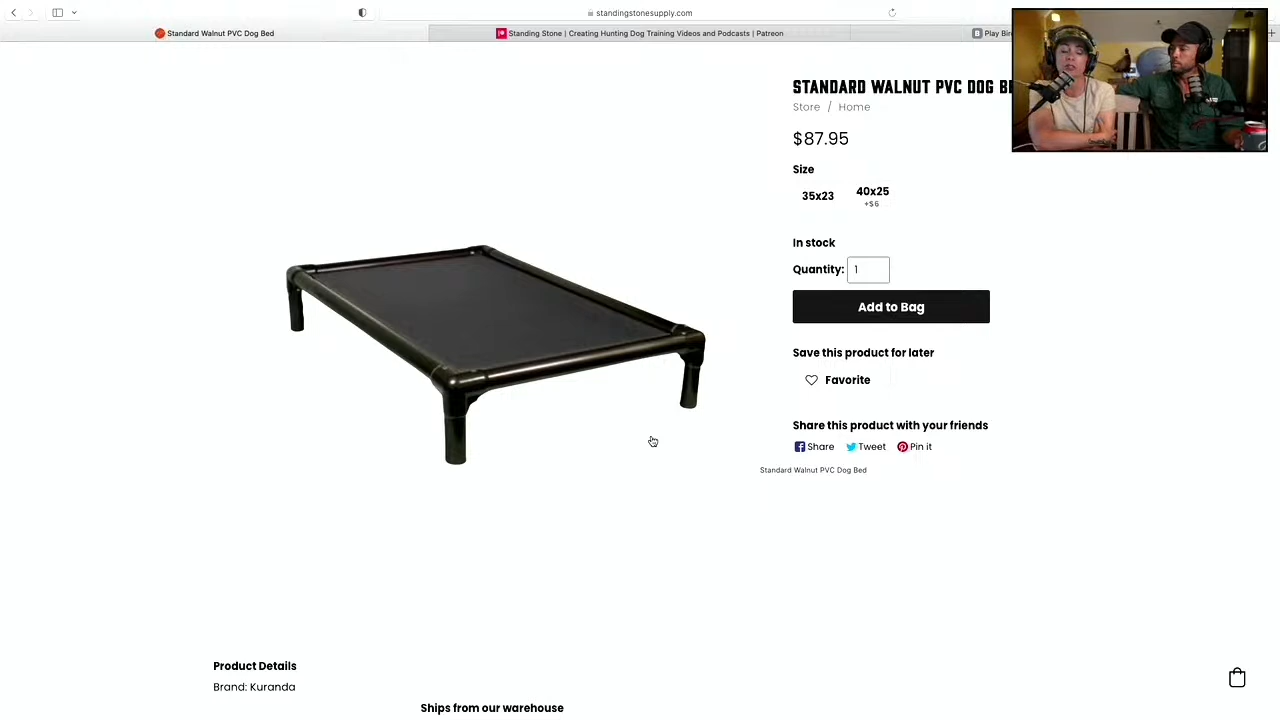 standingstonesupply.com
Standard Walnut PVC Dog Bed
Standing Stone | Creating Hunting Dog Training Videos and Podcasts | Patreon
Play Bir
STANDARD WALNUT PVC DOG BE
Store / Home
$87.95
Size
35x23
40x25
+$6
In stock
Quantity: 1
Add to Bag
Save this product for later
Favorite
Share this product with your friends
Share Tweet Pin it
Standard Walnut PVC Dog Bed
Product Details
Brand: Kuranda
Ships from our warehouse